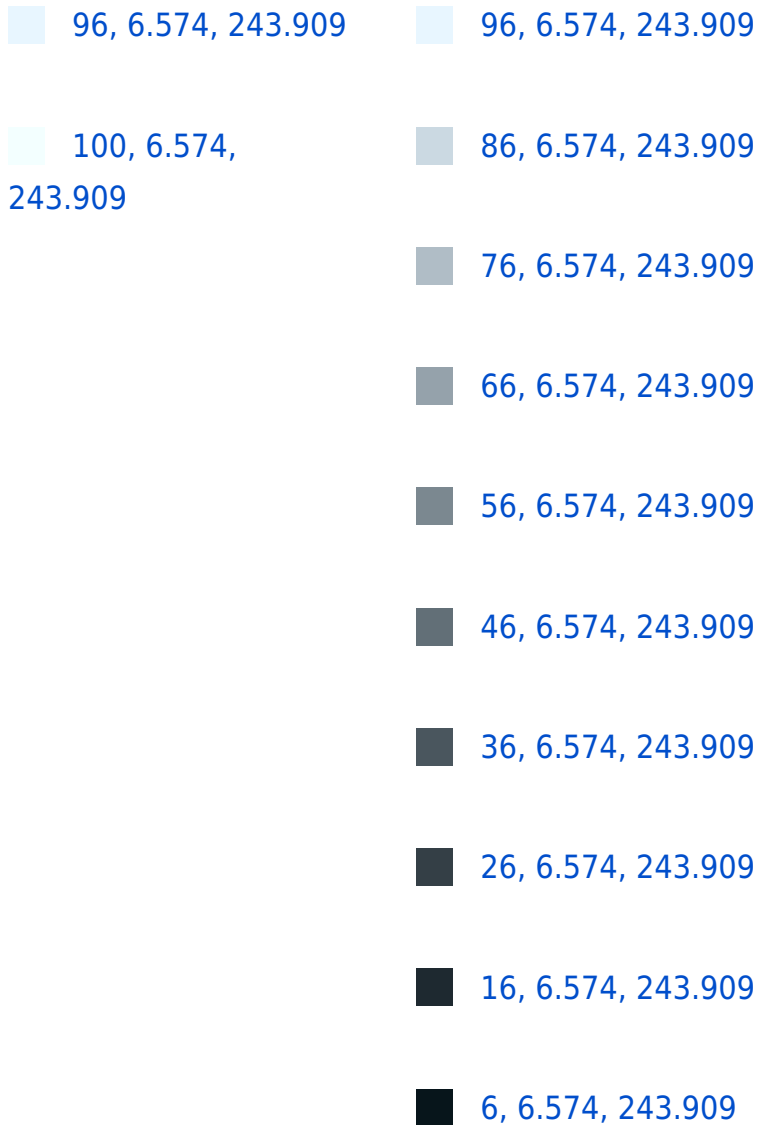 96, 6.574, 243.909
100, 6.574,
243.909
96, 6.574, 243.909
86, 6.574, 243.909
76, 6.574, 243.909
66, 6.574, 243.909
56, 6.574, 243.909
46, 6.574, 243.909
36, 6.574, 243.909
26, 6.574, 243.909
16, 6.574, 243.909
6, 6.574, 243.909